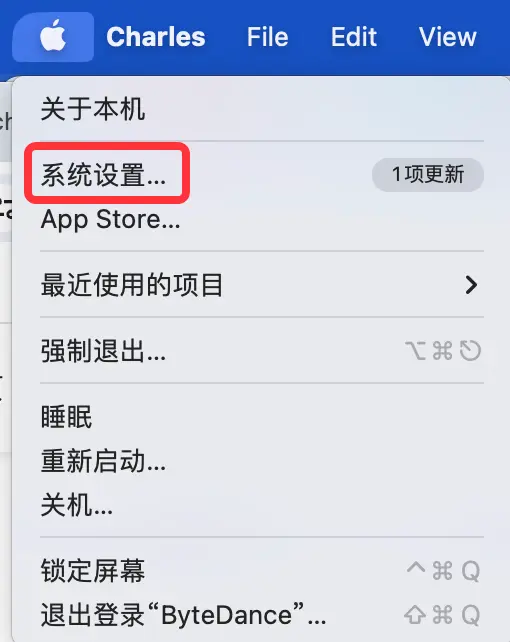 Charles File Edit View
关于本机
系统设置... 1项更新
App Store...
最近使用的项目
强制退出... ⌥⌘⎋
睡眠
重新启动...
关机...
锁定屏幕 ^⌘Q
退出登录“ByteDance”... ⇧⌘Q